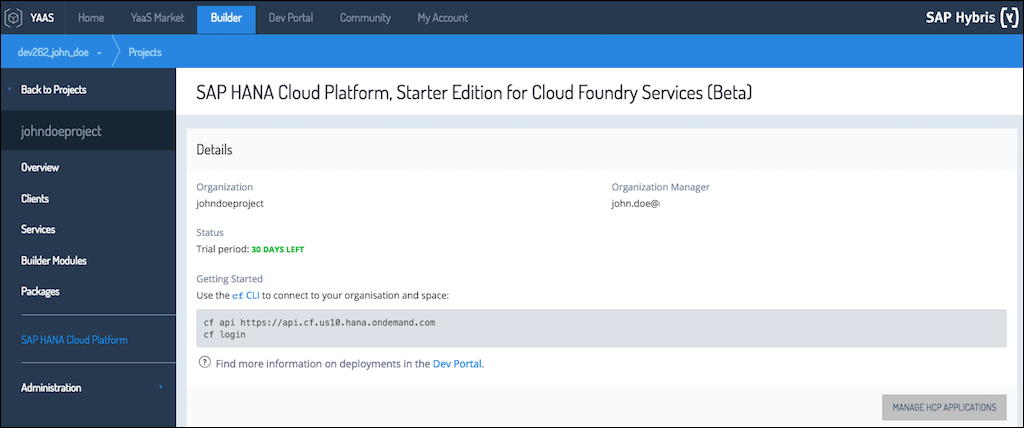 YAAS Home YaaS Market Builder Dev Portal Community My Account SAP Hybris [Y]
dev262_john_doe Projects
Back to Projects
johndoeproject
Overview
Clients
Services
Builder Modules
Packages
SAP HANA Cloud Platform
Administration
SAP HANA Cloud Platform, Starter Edition for Cloud Foundry Services (Beta)
Details
Organization
johndoeproject
Organization Manager
john.doe@
Status
Trial period: 30 DAYS LEFT
Getting Started
Use the cf CLI to connect to your organisation and space:
cf api https://api.cf.us10.hana.ondemand.com
cf login
? Find more information on deployments in the Dev Portal.
MANAGE HCP APPLICATIONS